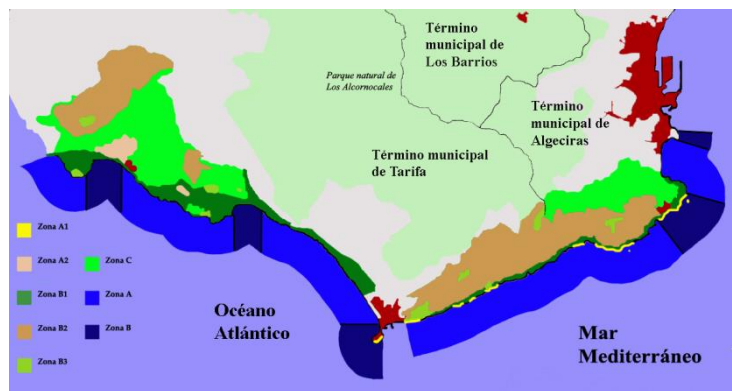 Término
municipal de
Los Barrios
Parque natural de
Los Alcornocales
Término
municipal de
Algeciras
Término municipal
de Tarifa
Zona A1
Zona A2
Zona C
Zona B1
Zona A
Zona B2
Zona B
Zona B3
Océano
Atlántico
Mar
Mediterráneo